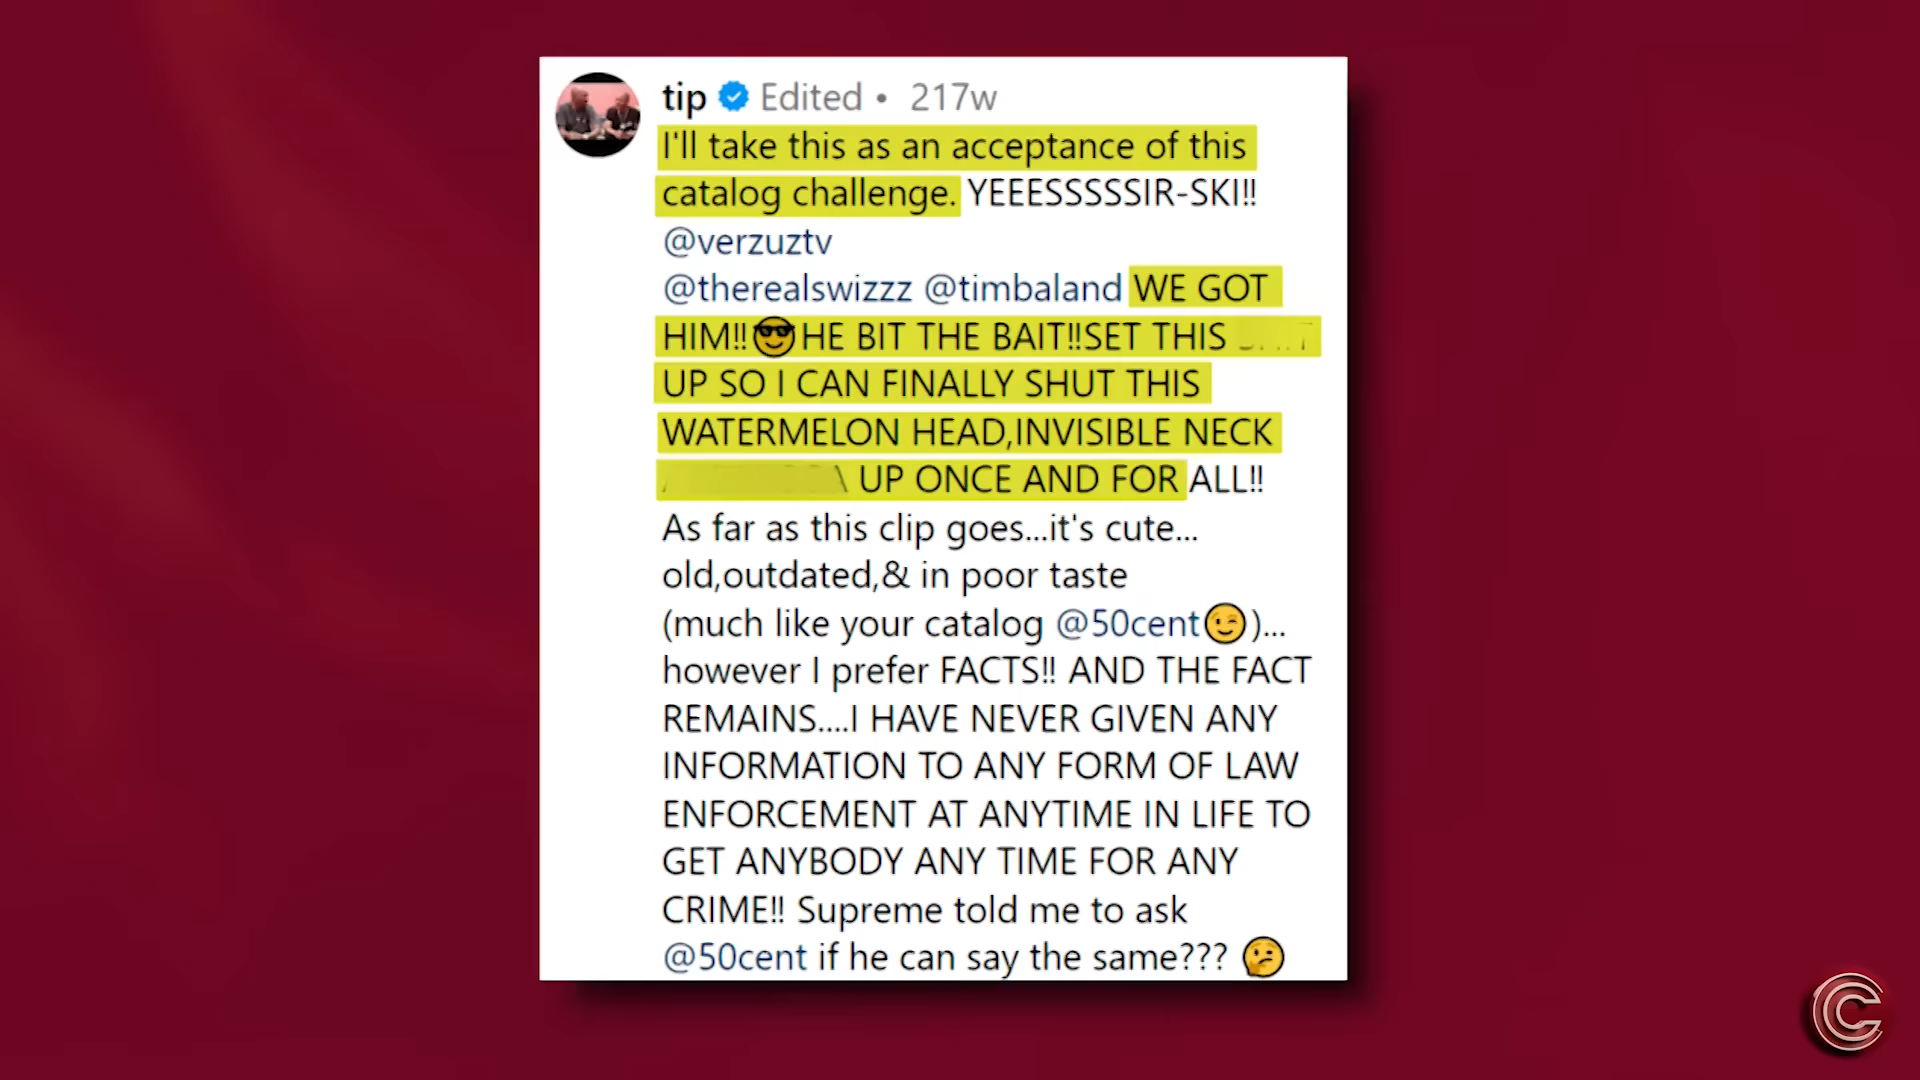 tip Edited • 217w
I'll take this as an acceptance of this
catalog challenge. YEEESSSSSIR-SKI!!
@verzuztv
@therealswizzz @timbaland WE GOT
HIM!!😎HE BIT THE BAIT!!SET THIS
UP SO I CAN FINALLY SHUT THIS
WATERMELON HEAD,INVISIBLE NECK
UP ONCE AND FOR ALL!!
As far as this clip goes...it's cute...
old,outdated,& in poor taste
(much like your catalog @50cent😉)...
however I prefer FACTS!! AND THE FACT
REMAINS....I HAVE NEVER GIVEN ANY
INFORMATION TO ANY FORM OF LAW
ENFORCEMENT AT ANYTIME IN LIFE TO
GET ANYBODY ANY TIME FOR ANY
CRIME!! Supreme told me to ask
@50cent if he can say the same??? 🤔